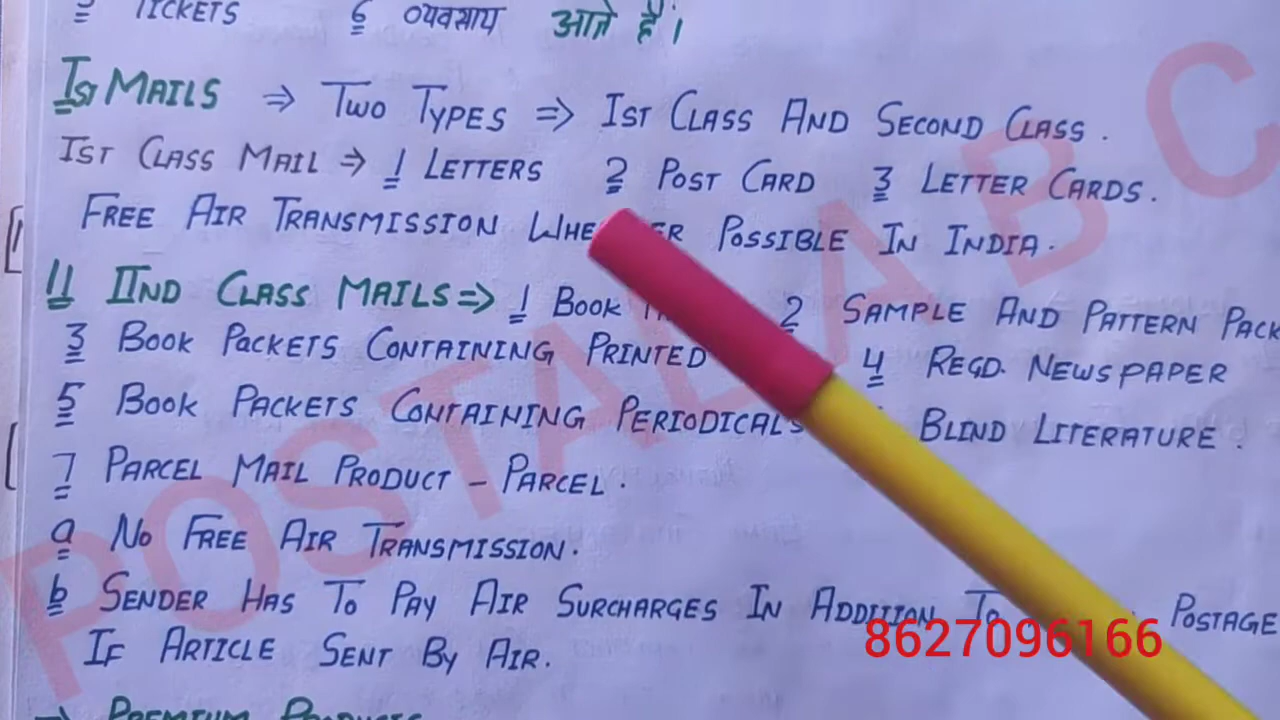 TICKETS 6 व्यवसाय आते हैं।
Ist MAILS ⇒ TWO TYPES ⇒ IST CLASS AND SECOND CLASS.
IST CLASS MAIL ⇒ 1 LETTERS 2 POST CARD 3 LETTER CARDS.
FREE AIR TRANSMISSION POSSIBLE IN INDIA.
11 IIND CLASS MAILS ⇒ 1 BOOK 2 SAMPLE AND PATTERN PACK
3 BOOK PACKETS CONTAINING PRINTED 4 REGD. NEWSPAPER
5 BOOK PACKETS CONTAINING PERIODICALS BLIND LITERATURE.
7 PARCEL MAIL PRODUCT - PARCEL.
a NO FREE AIR TRANSMISSION.
b SENDER HAS TO PAY AIR SURCHARGES IN ADDITION TO POSTAGE
IF ARTICLE SENT BY AIR.
8627096166
→ PREMIUM PRODUCTS
POSTAL ABC